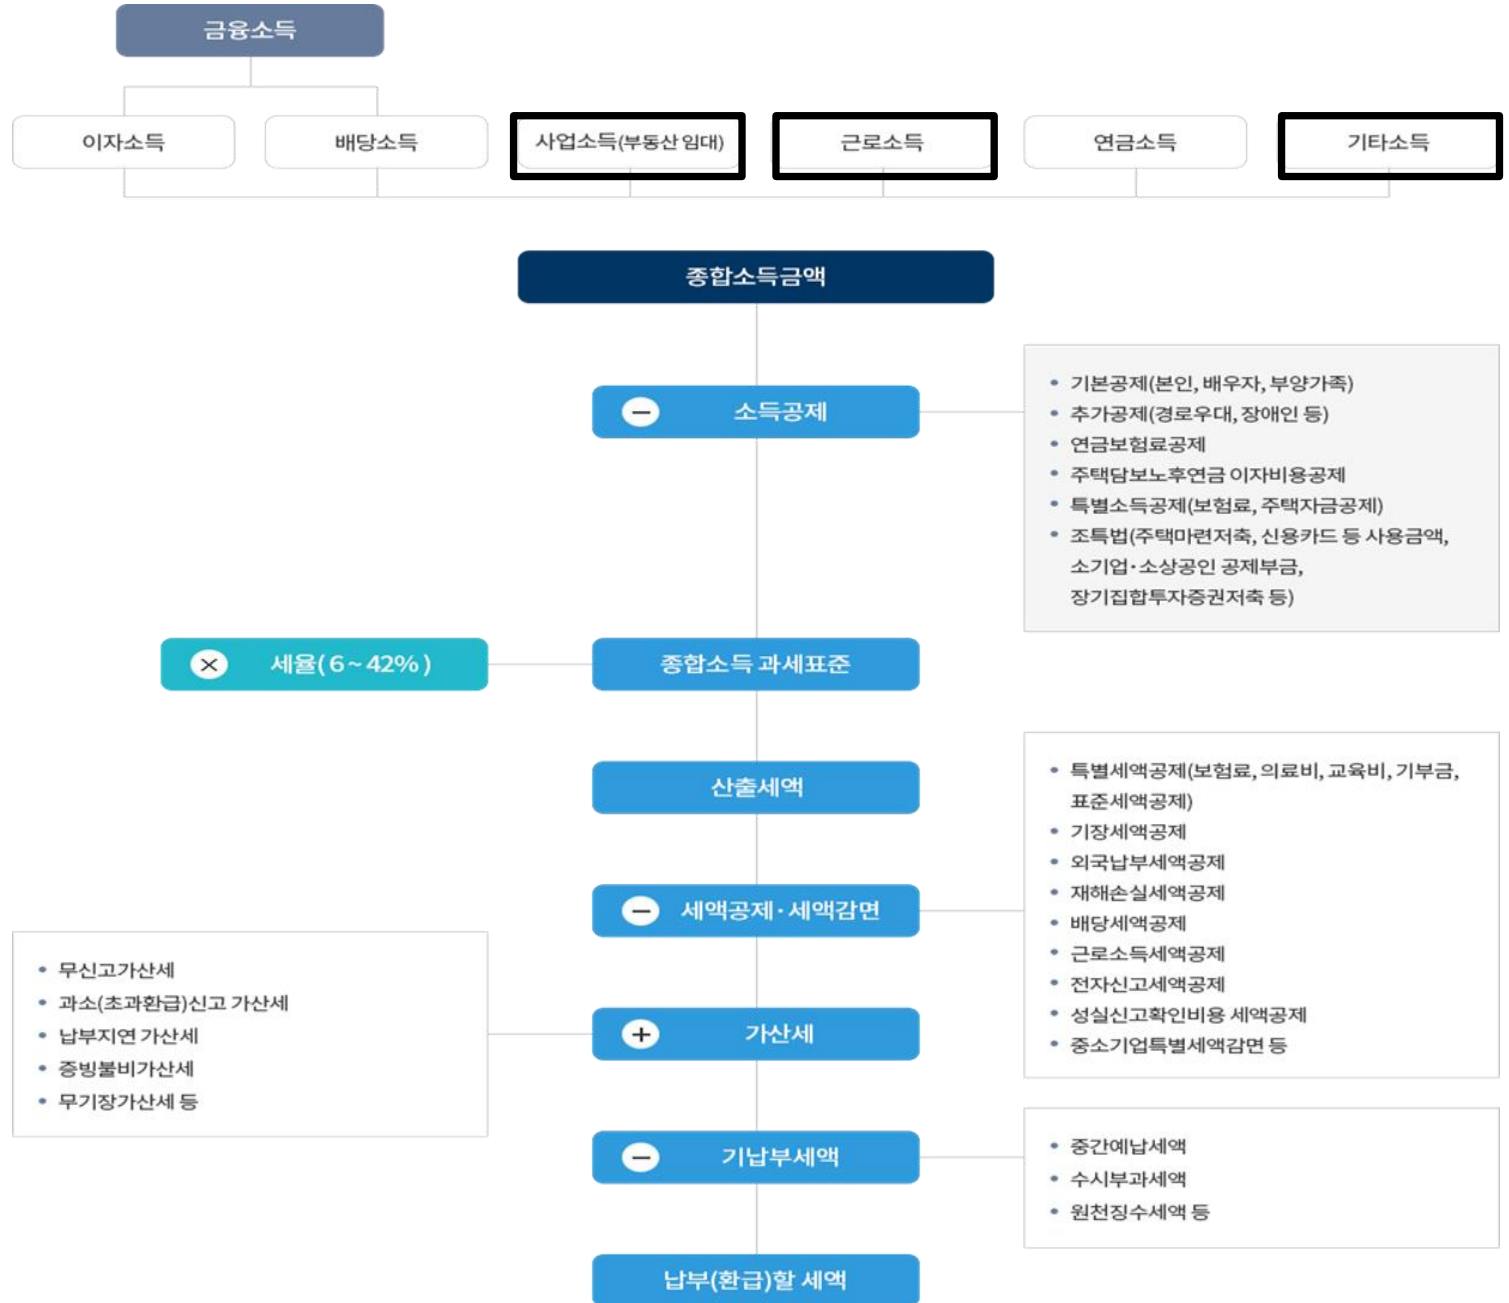 금융소득
이자소득
배당소득
사업소득(부동산 임대)
근로소득
연금소득
기타소득
종합소득금액
소득공제
• 기본공제(본인, 배우자, 부양가족)
• 추가공제(경로우대, 장애인 등)
• 연금보험료공제
• 주택담보노후연금 이자비용공제
• 특별소득공제(보험료, 주택자금공제)
• 조특법(주택마련저축, 신용카드 등 사용금액,
소기업·소상공인 공제부금,
장기집합투자증권저축 등)
세율( 6 ~ 42% )
종합소득 과세표준
산출세액
• 특별세액공제(보험료, 의료비, 교육비, 기부금,
표준세액공제)
• 기장세액공제
• 외국납부세액공제
• 재해손실세액공제
• 배당세액공제
• 근로소득세액공제
• 전자신고세액공제
• 성실신고확인비용 세액공제
• 중소기업특별세액감면 등
세액공제·세액감면
• 무신고가산세
• 과소(초과환급)신고 가산세
• 납부지연 가산세
• 증빙불비가산세
• 무기장가산세 등
가산세
기납부세액
• 중간예납세액
• 수시부과세액
• 원천징수세액 등
납부(환급)할 세액